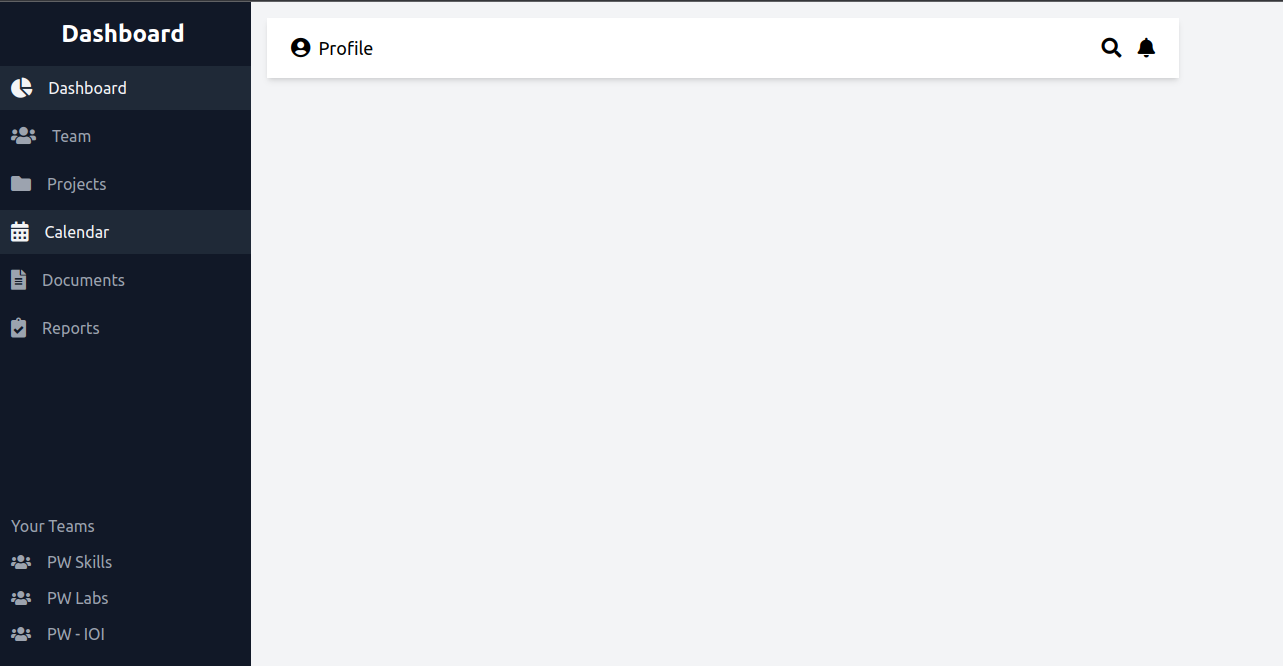 Dashboard
Dashboard
Team
Projects
Calendar
Documents
Reports
Your Teams
PW Skills
PW Labs
PW - IOI
Profile